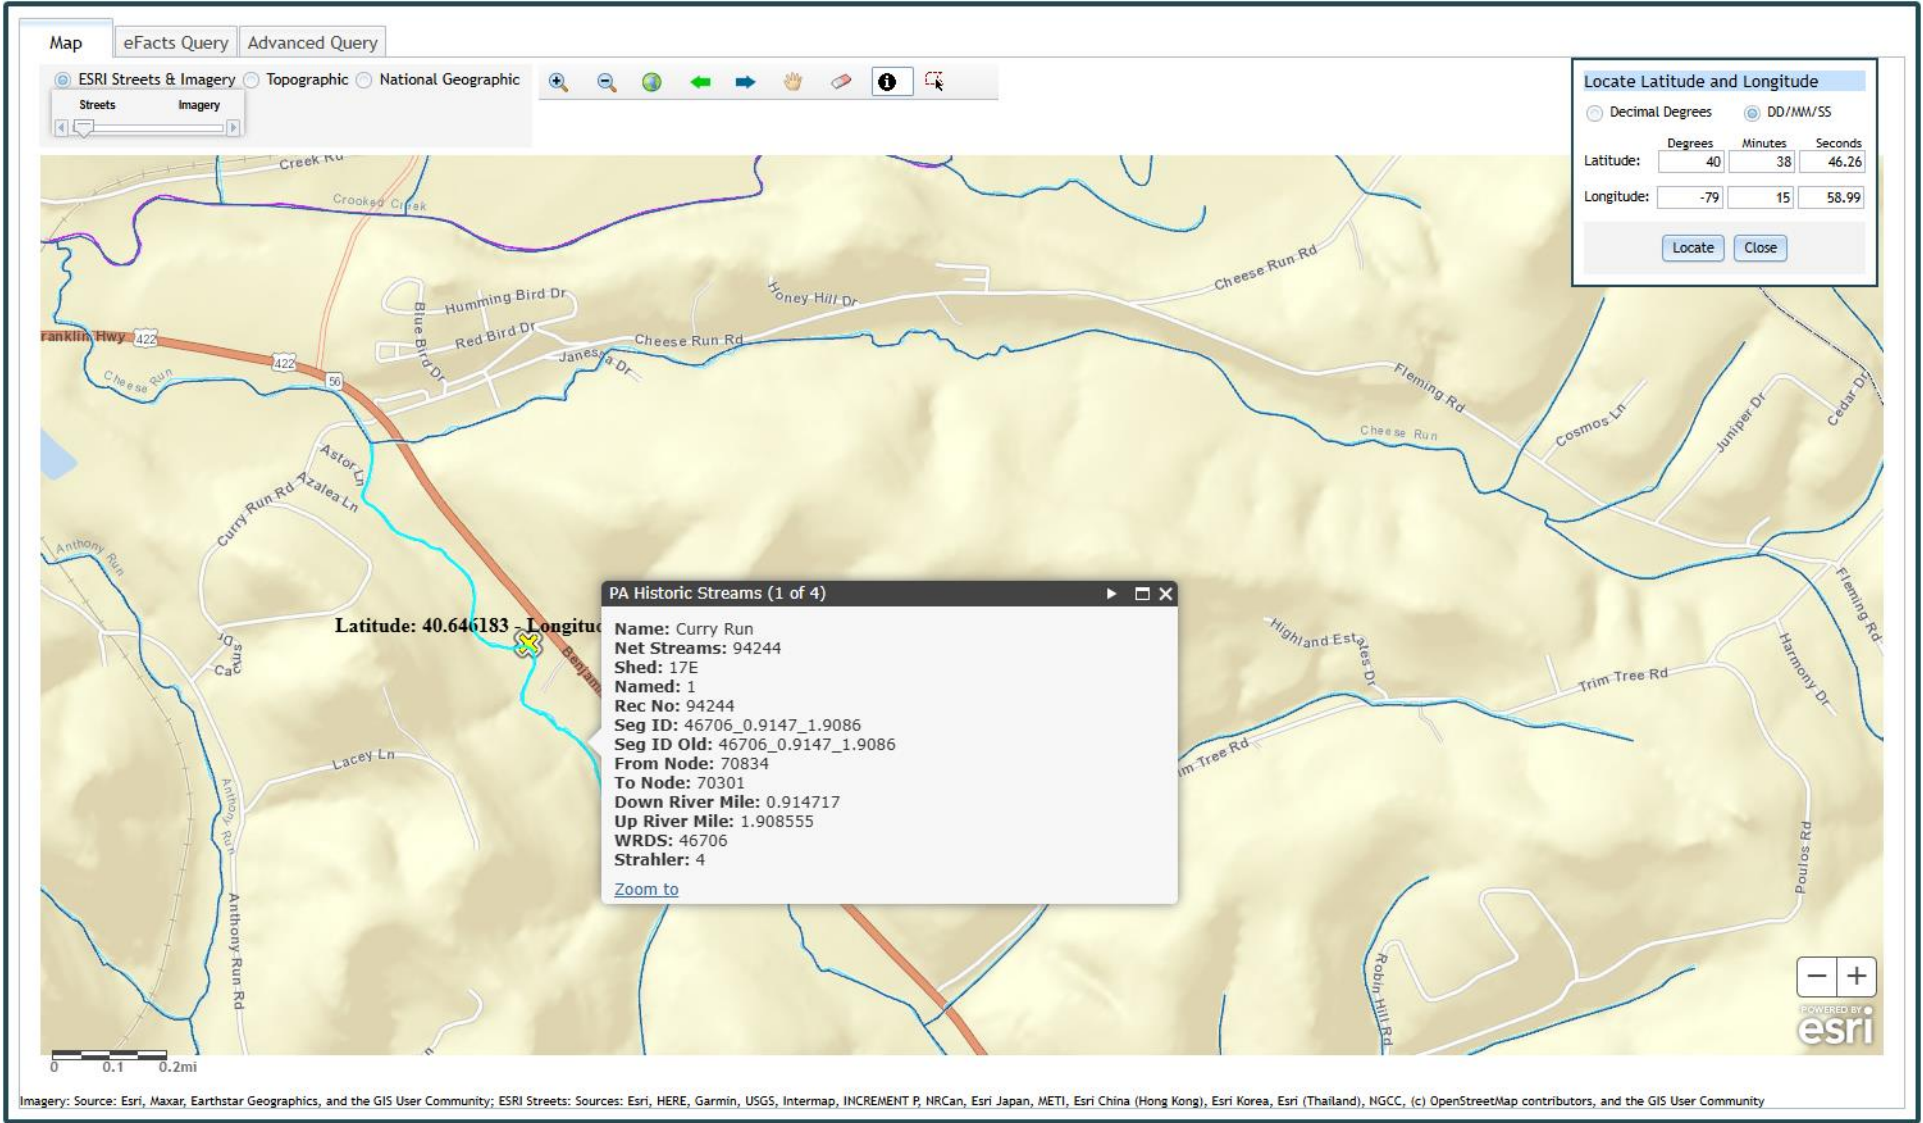 Map
eFacts Query
Advanced Query
ESRI Streets & Imagery
Topographic
National Geographic
Streets
Imagery
Locate Latitude and Longitude
Decimal Degrees
DD/MM/SS
Degrees Minutes Seconds
Latitude: 40 38 46.26
Longitude: -79 15 58.99
Locate
Close
Creek Rd
Crooked Creek
Cheese Run Rd
Honey Hill Dr
Humming Bird Dr
Blue Bird Dr
Red Bird Dr
Cheese Run Rd
Janessa Dr
ranklin Hwy
422
422
56
Cheese Run
Fleming Rd
Cosmos Ln
Juniper Dr
Cedar Dr
Cheese Run
Astor Ln
Azalea Ln
Curry Run Rd
Anthony Run
Fleming Rd
Latitude: 40.646183 - Longitud
Benjam
Highland Estates Dr
Harmony Dr
Trim Tree Rd
Lacey Ln
m Tree Rd
Anthony Run
Poulos Rd
Anthony Run Rd
Robin Hill Rd
PA Historic Streams (1 of 4)
Name: Curry Run
Net Streams: 94244
Shed: 17E
Named: 1
Rec No: 94244
Seg ID: 46706_0.9147_1.9086
Seg ID Old: 46706_0.9147_1.9086
From Node: 70834
To Node: 70301
Down River Mile: 0.914717
Up River Mile: 1.908555
WRDS: 46706
Strahler: 4
Zoom to
POWERED BY
esri
0 0.1 0.2mi
Imagery: Source: Esri, Maxar, Earthstar Geographics, and the GIS User Community; ESRI Streets: Sources: Esri, HERE, Garmin, USGS, Intermap, INCREMENT P, NRCan, Esri Japan, METI, Esri China (Hong Kong), Esri Korea, Esri (Thailand), NGCC, (c) OpenStreetMap contributors, and the GIS User Community